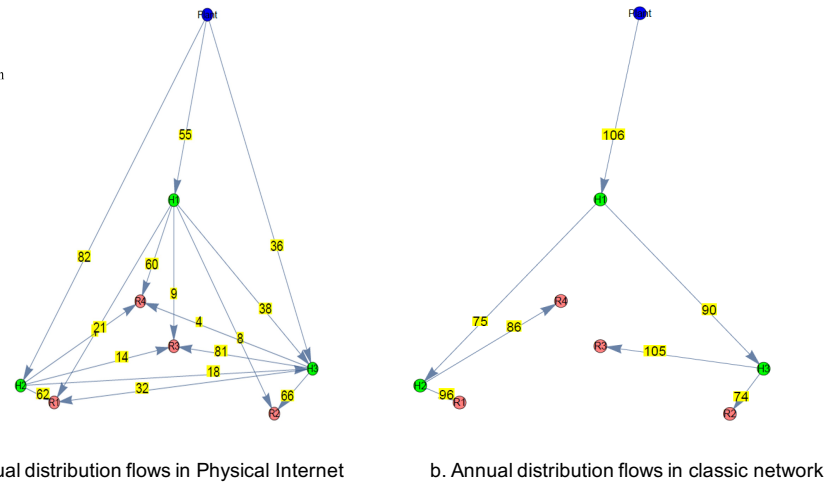 Plant
Plant
n
55
106
H1
H1
82
36
60
9
38
R4
R4
21
4
8
75
86
90
R3
R3
14
81
105
18
H3
H3
H2
H2
32
62
R1
66
R2
96
R1
74
R2
ual distribution flows in Physical Internet
b. Annual distribution flows in classic network